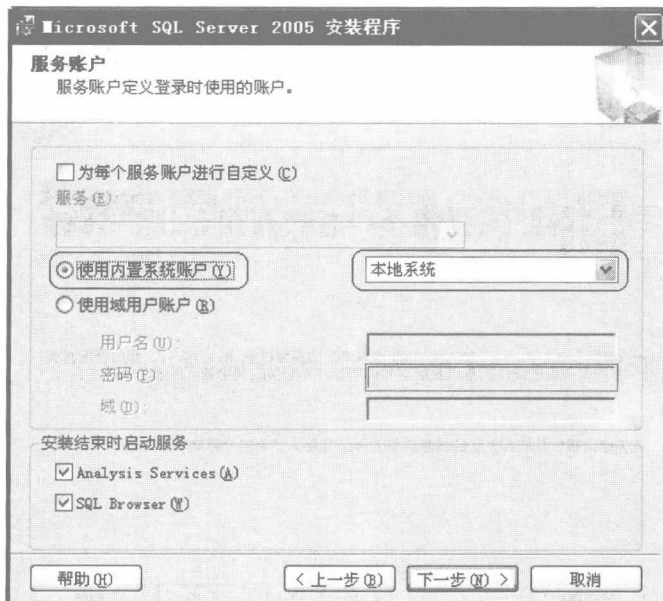 Microsoft SQL Server 2005 安装程序
服务账户
服务账户定义登录时使用的账户。
为每个服务账户进行自定义(C)
服务(E)
使用内置系统账户(Y) 本地系统
使用域用户账户(R)
用户名(U):
密码(P):
域(D):
安装结束时启动服务
Analysis Services(A)
SQL Browser(W)
帮助(H) < 上一步(B) 下一步(N) > 取消